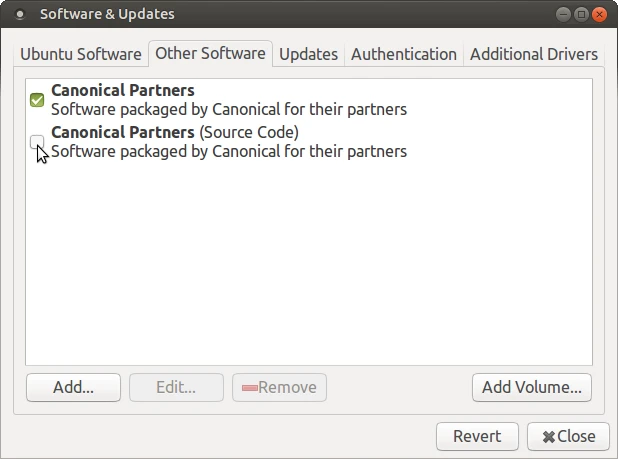 Software & Updates
Ubuntu Software Other Software Updates Authentication Additional Drivers
Canonical Partners
Software packaged by Canonical for their partners
Canonical Partners (Source Code)
Software packaged by Canonical for their partners
Add... Edit... Remove Add Volume...
Revert Close